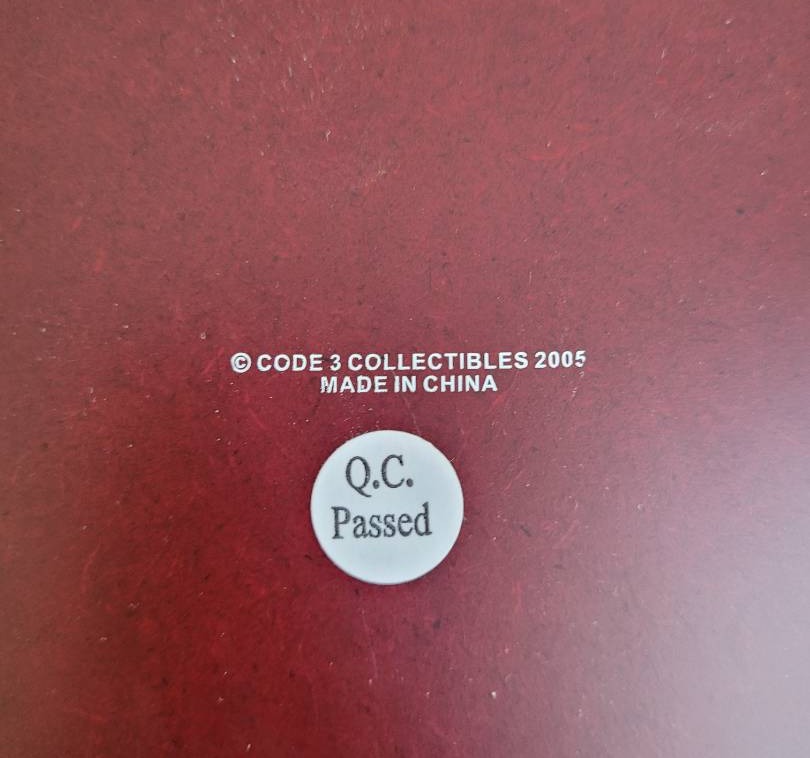 © CODE 3 COLLECTIBLES 2005
MADE IN CHINA
Q.C.
Passed